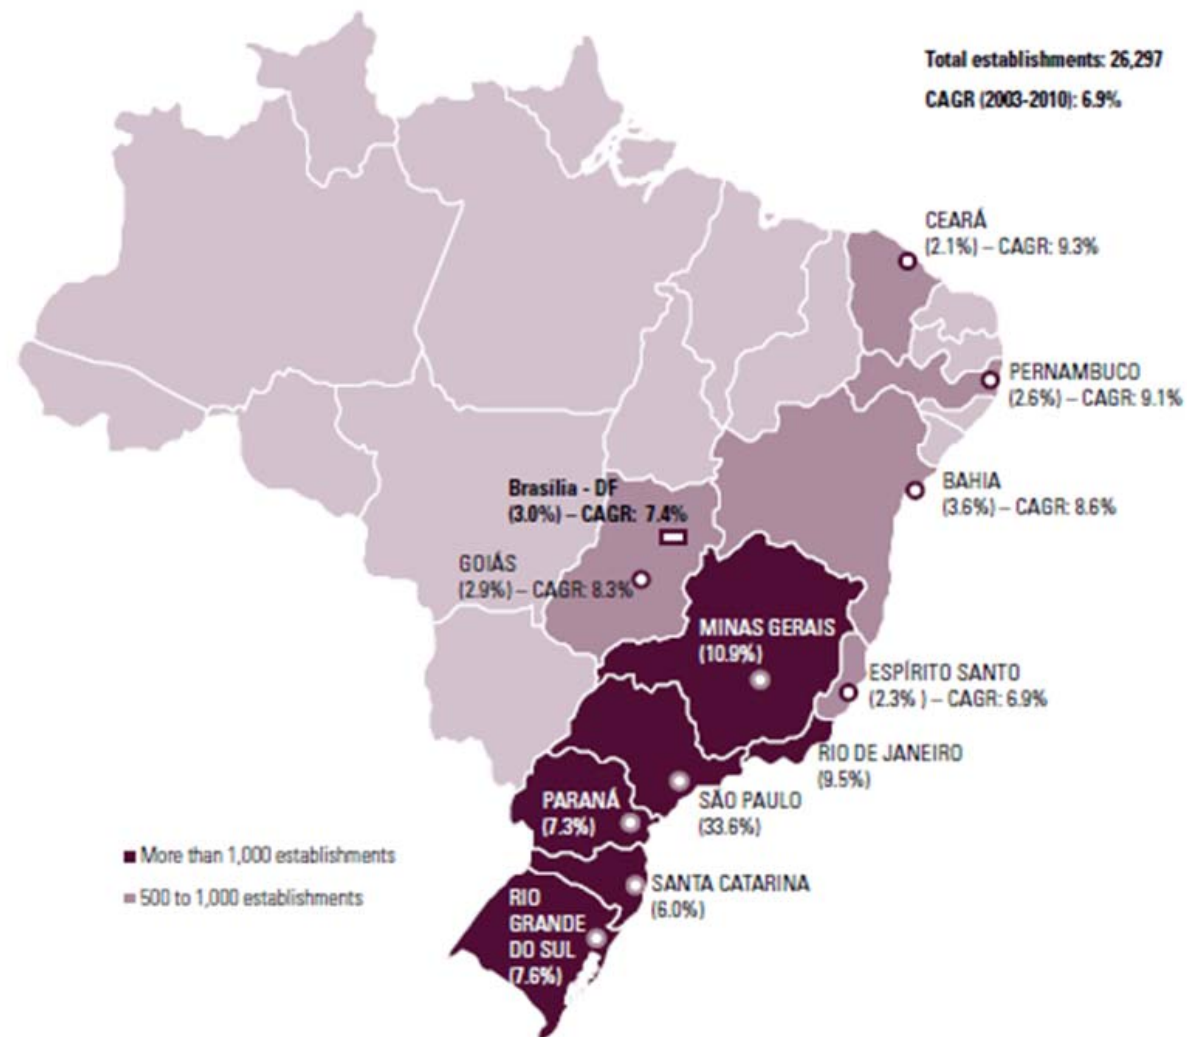 Total establishments: 26,297
CAGR (2003-2010): 6.9%
CEARÁ
(2.1%) – CAGR: 9.3%
PERNAMBUCO
(2.6%) – CAGR: 9.1%
Brasília - DF
(3.0%) – CAGR: 7.4%
BAHIA
(3.6%) – CAGR: 8.6%
GOIÁS
(2.9%) – CAGR: 8.3%
MINAS GERAIS
(10.9%)
ESPÍRITO SANTO
(2.3% ) – CAGR: 6.9%
RIO DE JANEIRO
(9.5%)
PARANÁ
(7.3%)
SÃO PAULO
(33.6%)
More than 1,000 establishments
500 to 1,000 establishments
SANTA CATARINA
(6.0%)
RIO
GRANDE
DO SUL
(7.6%)